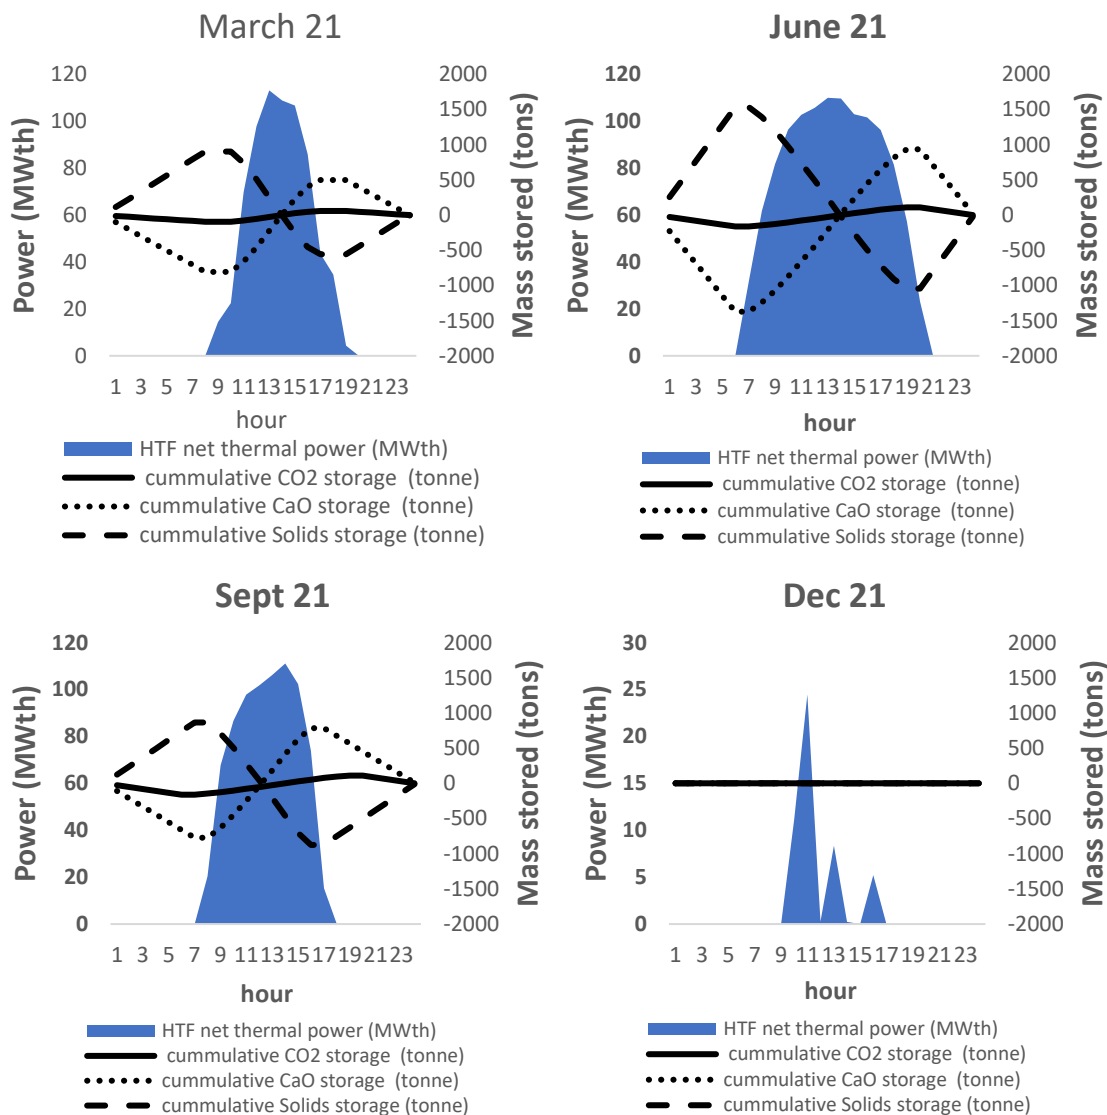 March 21
Power (MWth)
120
100
80
60
40
20
0
2000
1500
1000
500
0
-500
-1000
-1500
-2000
Mass stored (tons)
1 3 5 7 9 11 13 15 17 19 21 23
hour
HTF net thermal power (MWth)
cummulative CO2 storage (tonne)
cummulative CaO storage (tonne)
cummulative Solids storage (tonne)
June 21
Power (MWth)
120
100
80
60
40
20
0
2000
1500
1000
500
0
-500
-1000
-1500
-2000
Mass stored (tons)
1 3 5 7 9 11 13 15 17 19 21 23
hour
HTF net thermal power (MWth)
cummulative CO2 storage (tonne)
cummulative CaO storage (tonne)
cummulative Solids storage (tonne)
Sept 21
Power (MWth)
120
100
80
60
40
20
0
2000
1500
1000
500
0
-500
-1000
-1500
-2000
Mass stored (tons)
1 3 5 7 9 11 13 15 17 19 21 23
hour
HTF net thermal power (MWth)
cummulative CO2 storage (tonne)
cummulative CaO storage (tonne)
cummulative Solids storage (tonne)
Dec 21
Power (MWth)
30
25
20
15
10
5
0
2000
1500
1000
500
0
-500
-1000
-1500
-2000
Mass stored (tons)
1 3 5 7 9 11 13 15 17 19 21 23
hour
HTF net thermal power (MWth)
cummulative CO2 storage (tonne)
cummulative CaO storage (tonne)
cummulative Solids storage (tonne)